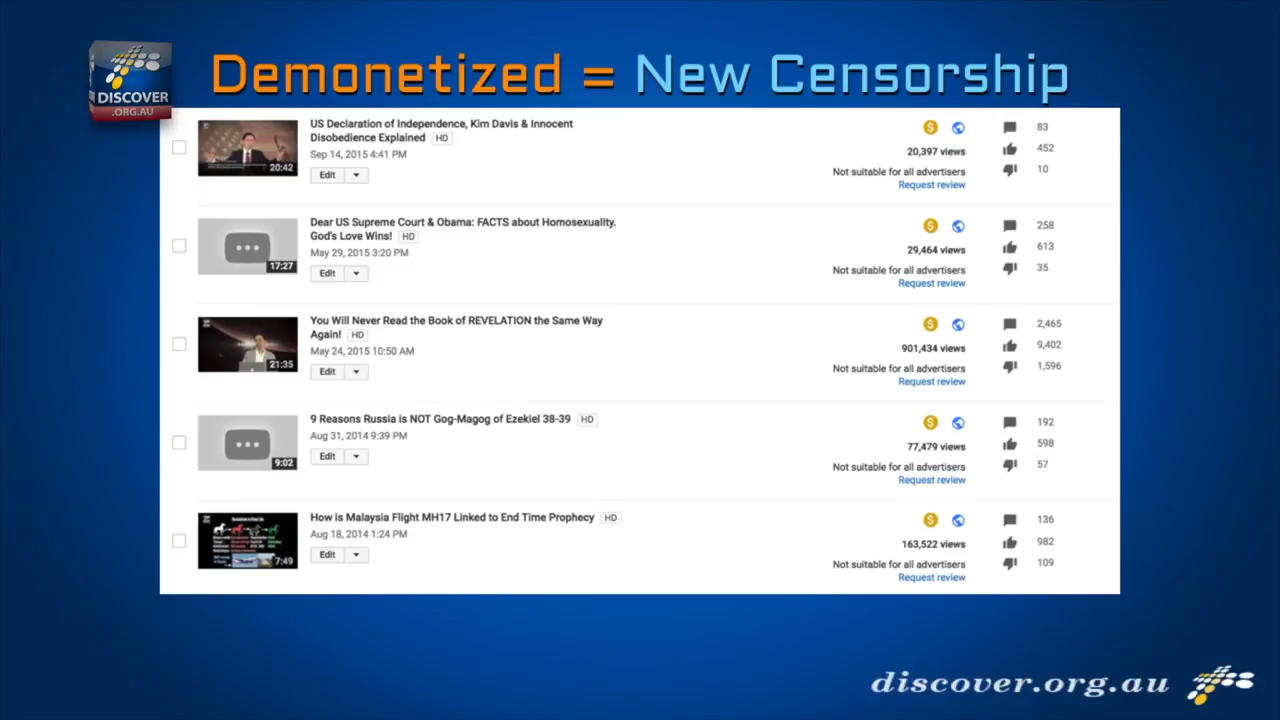 DISCOVER
.ORG.AU
Demonetized = New Censorship
US Declaration of Independence, Kim Davis & Innocent
Disobedience Explained HD
Sep 14, 2015 4:41 PM
Edit
20:42
20,397 views
Not suitable for all advertisers
Request review
83
452
10
Dear US Supreme Court & Obama: FACTS about Homosexuality.
God's Love Wins! HD
May 29, 2015 3:20 PM
Edit
17:27
29,464 views
Not suitable for all advertisers
Request review
258
613
35
You Will Never Read the Book of REVELATION the Same Way
Again! HD
May 24, 2015 10:50 AM
Edit
21:35
901,434 views
Not suitable for all advertisers
Request review
2,465
9,402
1,596
9 Reasons Russia is NOT Gog-Magog of Ezekiel 38-39 HD
Aug 31, 2014 9:39 PM
Edit
9:02
77,479 views
Not suitable for all advertisers
Request review
192
598
57
How is Malaysia Flight MH17 Linked to End Time Prophecy HD
Aug 18, 2014 1:24 PM
Edit
7:49
163,522 views
Not suitable for all advertisers
Request review
136
982
109
discover.org.au